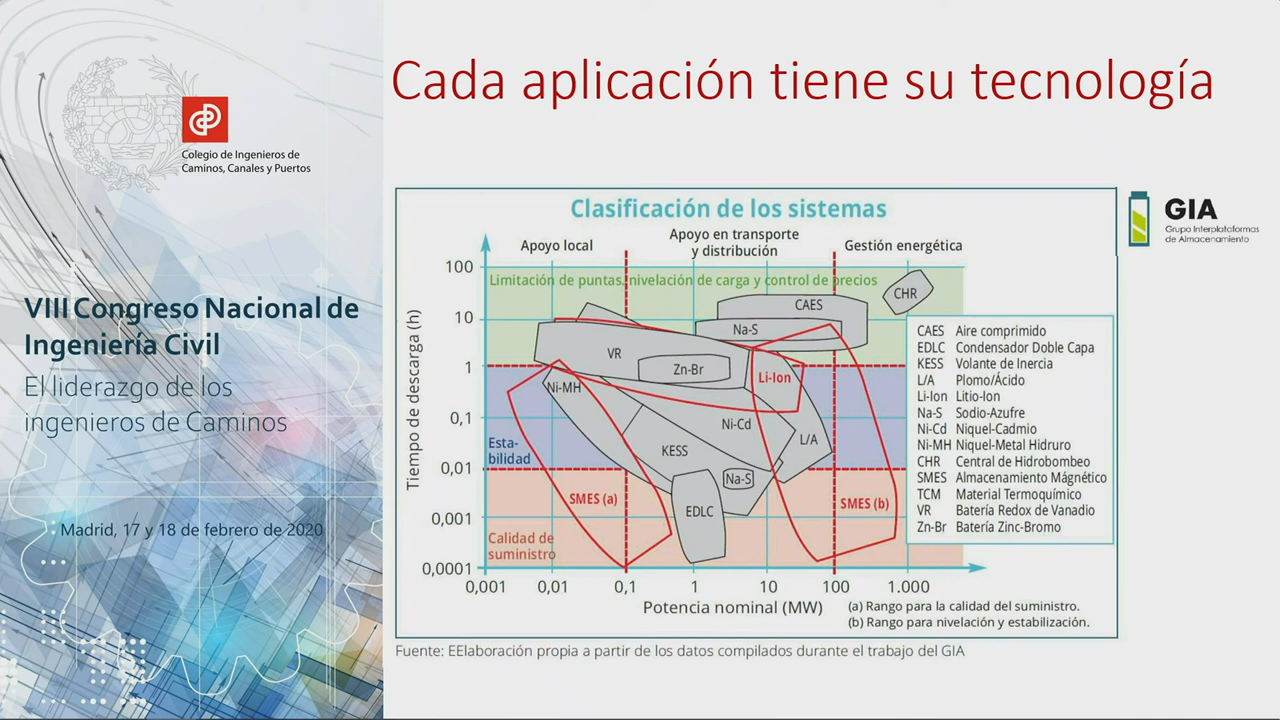 Cada aplicación tiene su tecnología
Colegio de Ingenieros de
Caminos, Canales y Puertos
VIII Congreso Nacional de
Ingeniería Civil
El liderazgo de los
ingenieros de Caminos
Madrid, 17 y 18 de febrero de 2020
GIA
Grupo Interplataformas
de Almacenamiento
Clasificación de los sistemas
Apoyo local
Apoyo en transporte
y distribución
Gestión energética
Limitación de puntas, nivelación de carga y control de precios
Tiempo de descarga (h)
100
10
1
0,1
0,01
0,001
0,0001
CHR
CAES
Na-S
VR
Zn-Br
Li-Ion
Ni-MH
Ni-Cd
L/A
KESS
Esta-
bilidad
Na-S
SMES (a)
EDLC
SMES (b)
Calidad de
suministro
0,001
0,01
0,1
1
10
100
1.000
Potencia nominal (MW)
CAES Aire comprimido
EDLC Condensador Doble Capa
KESS Volante de Inercia
L/A Plomo/Ácido
Li-Ion Litio-Ion
Na-S Sodio-Azufre
Ni-Cd Niquel-Cadmio
Ni-MH Niquel-Metal Hidruro
CHR Central de Hidrobombeo
SMES Almacenamiento Mágnético
TCM Material Termoquímico
VR Batería Redox de Vanadio
Zn-Br Batería Zinc-Bromo
(a) Rango para la calidad del suministro.
(b) Rango para nivelación y estabilización.
Fuente: EElaboración propia a partir de los datos compilados durante el trabajo del GIA